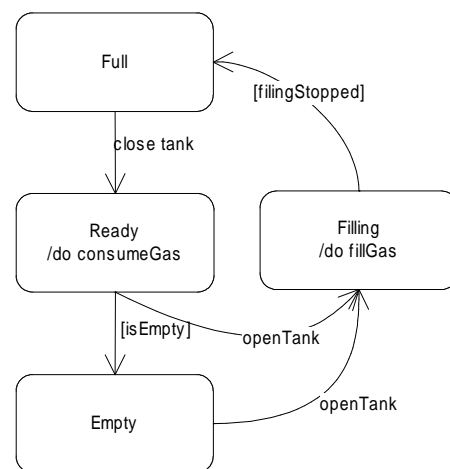 Full
[filingStopped]
close tank
Ready
/do consumeGas
Filling
/do fillGas
[isEmpty]
openTank
Empty
openTank